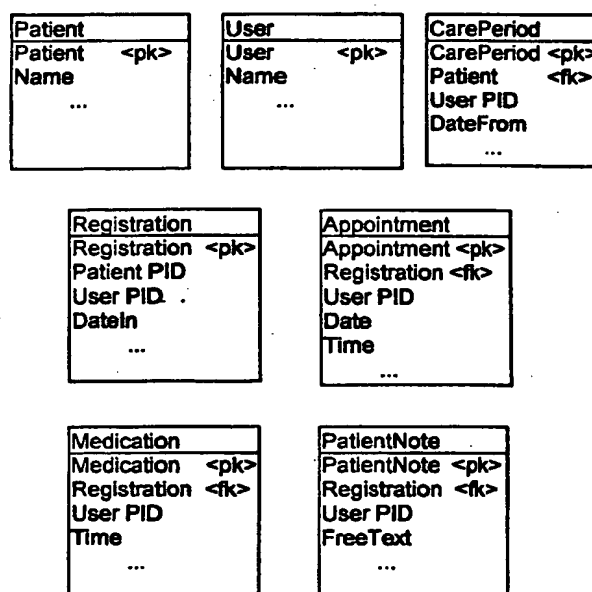 Patient
Patient <pk>
Name
...
User
User <pk>
Name
...
CarePeriod
CarePeriod <pk>
Patient <fk>
User PID
DateFrom
...
Registration
Registration <pk>
Patient PID
User PID
DateIn
...
Appointment
Appointment <pk>
Registration <fk>
User PID
Date
Time
...
Medication
Medication <pk>
Registration <fk>
User PID
Time
...
PatientNote
PatientNote <pk>
Registration <fk>
User PID
FreeText
...